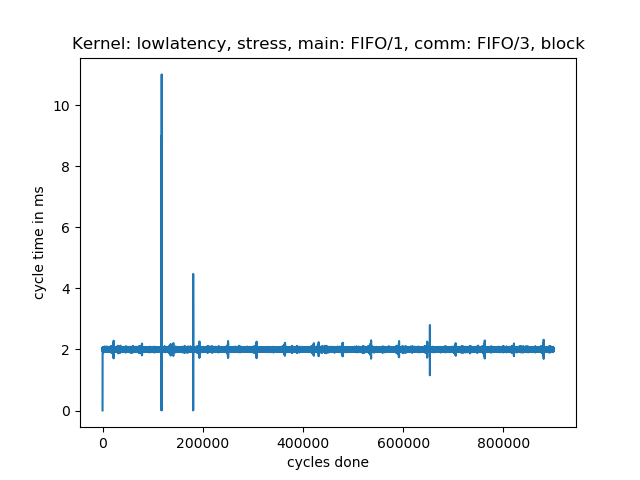 Kernel: lowlatency, stress, main: FIFO/1, comm: FIFO/3, block
10
8
6
4
2
0
cycle time in ms
0 200000 400000 600000 800000
cycles done